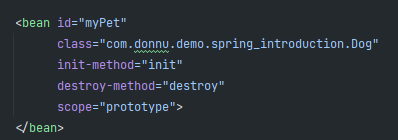 <bean id="myPet"
class="com.donnu.demo.spring_introduction.Dog"
init-method="init"
destroy-method="destroy"
scope="prototype">
</bean>